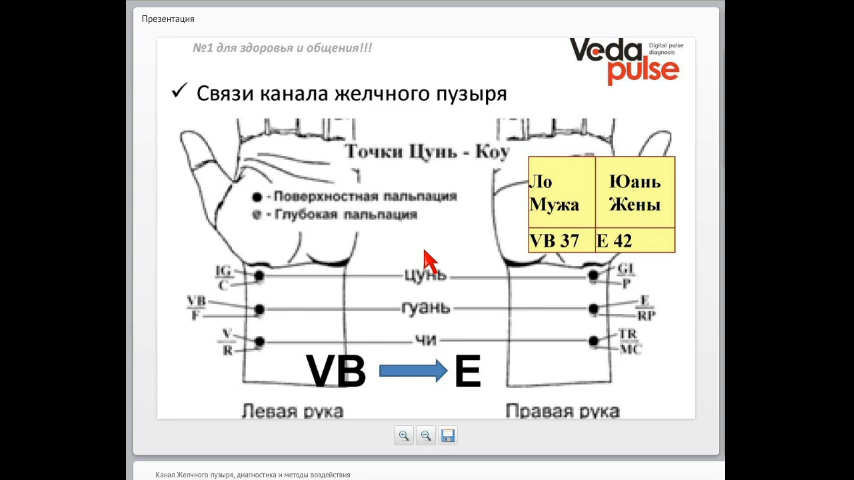 Презентация
№1 для здоровья и общения!!!
Veda
pulse
Digital pulse
diagnosis
✓ Связи канала желчного пузыря
Точки Цунь - Коу
- Поверхностная пальпация
- Глубокая пальпация
Ло
Мужа
Юань
Жены
VB 37
E 42
IG
C
цунь
GI
P
VB
F
гуань
E
RP
V
R
чи
TR
MC
VB
E
Левая рука
Правая рука
Канал Желчного пузыря, диагностика и методы воздействия